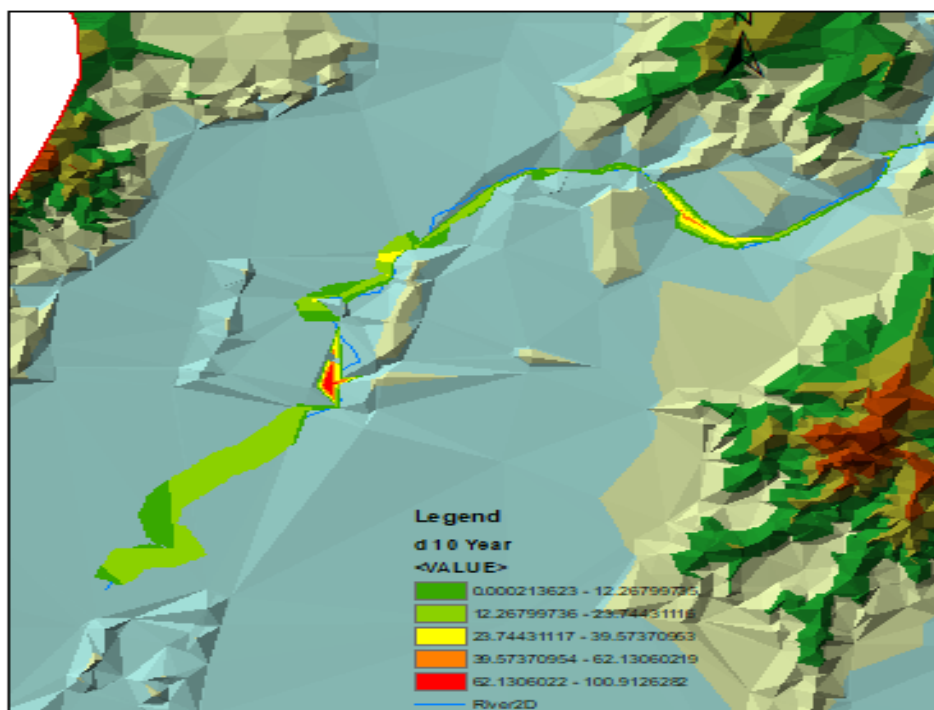 N
Legend
d 10 Year
<VALUE>
0.000213623 - 12.26799735
12.26799736 - 23.74431116
23.74431117 - 39.57370953
39.57370954 - 62.13060219
62.1306022 - 100.9126282
River2D